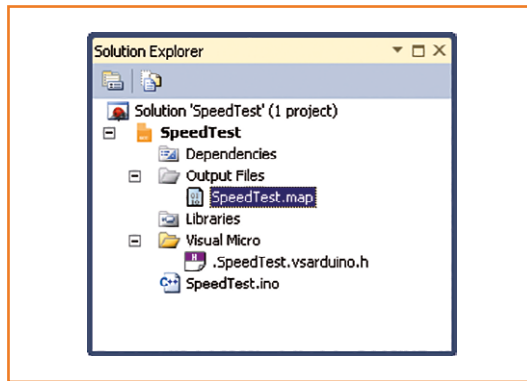 Solution Explorer
Solution 'SpeedTest' (1 project)
SpeedTest
Dependencies
Output Files
SpeedTest.map
Libraries
Visual Micro
.SpeedTest.vsarduino.h
SpeedTest.ino